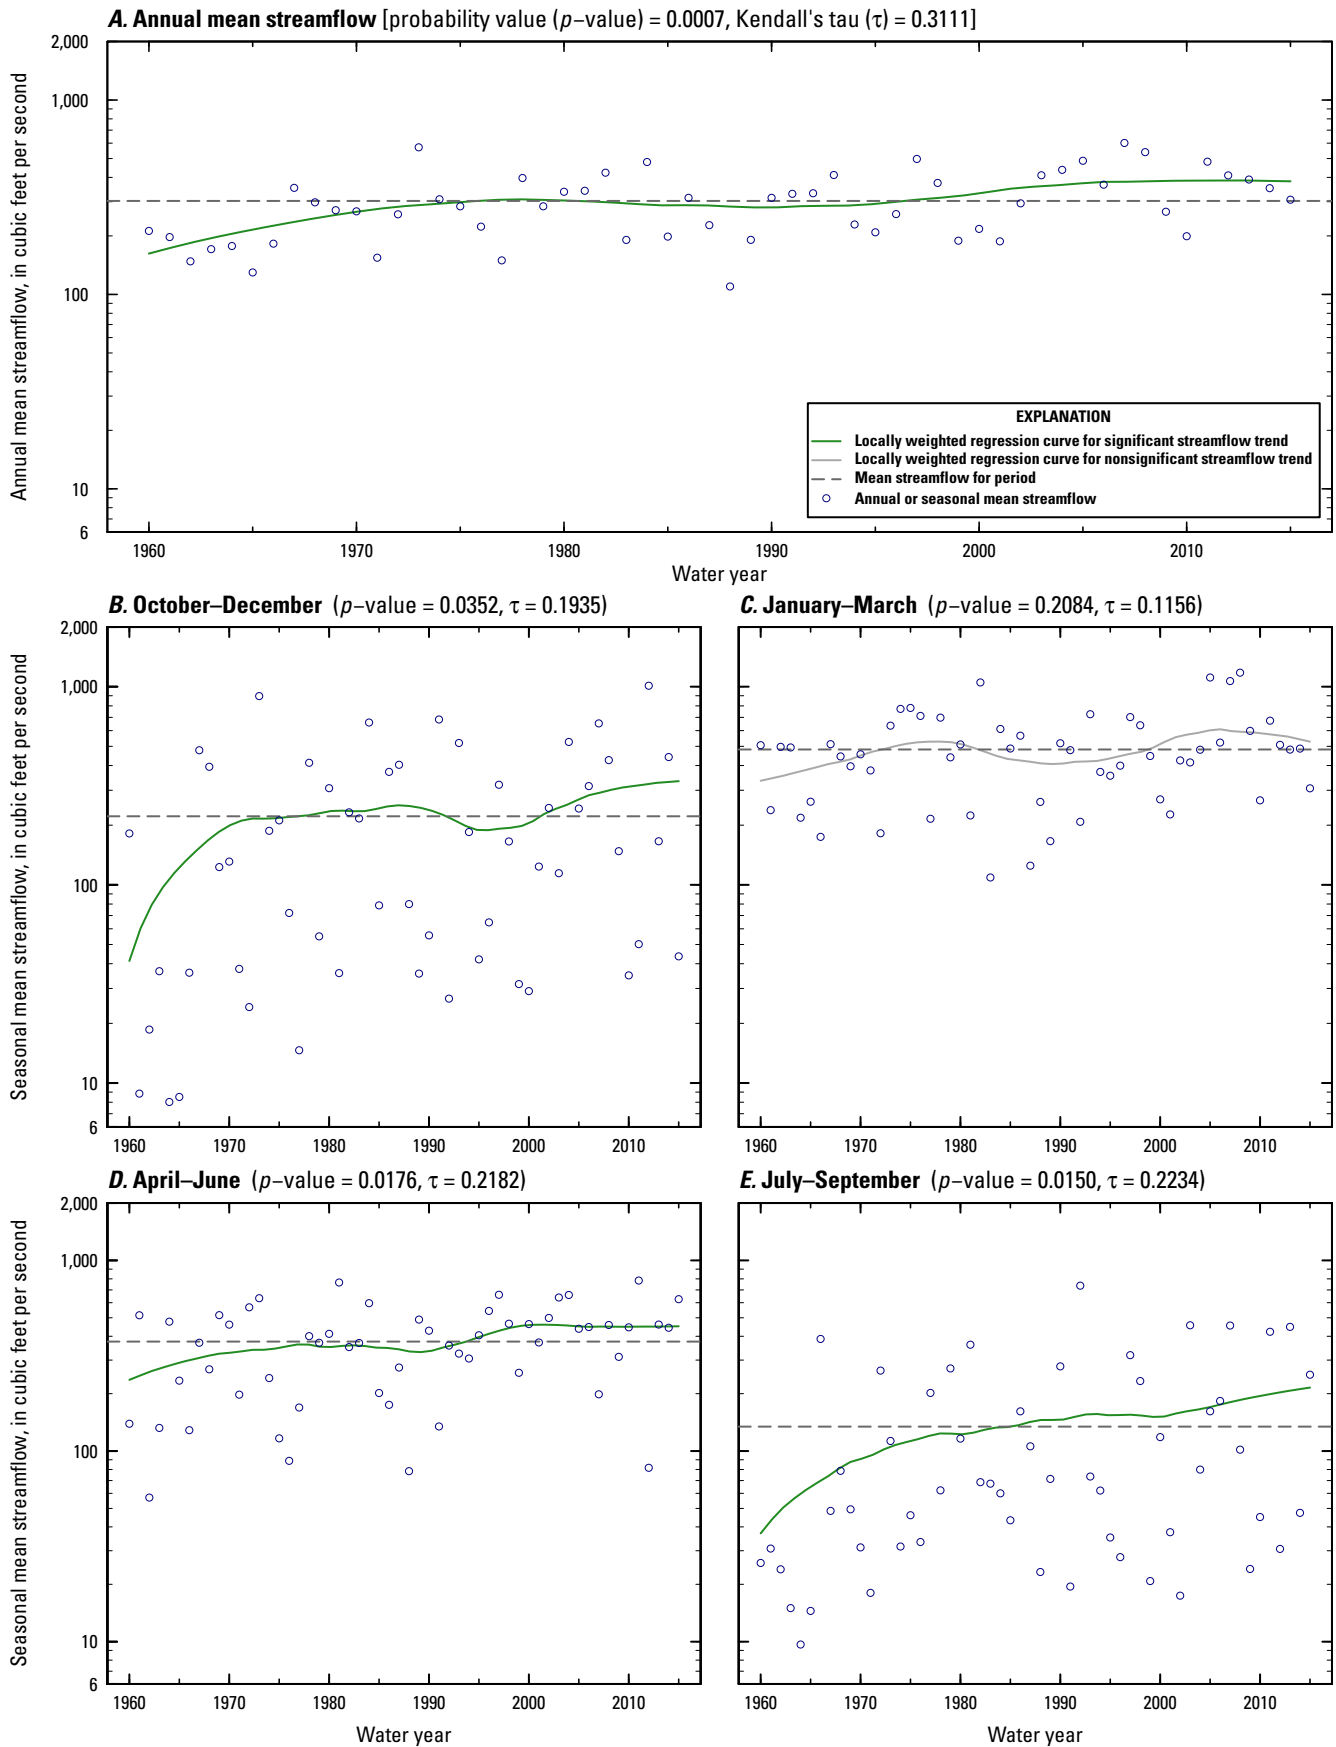 A. Annual mean streamflow [probability value (p−value) = 0.0007, Kendall's tau (τ) = 0.3111]
2,000
1,000
100
10
6
Annual mean streamflow, in cubic feet per second
EXPLANATION
Locally weighted regression curve for significant streamflow trend
Locally weighted regression curve for nonsignificant streamflow trend
Mean streamflow for period
Annual or seasonal mean streamflow
1960 1970 1980 1990 2000 2010
Water year
B. October–December (p−value = 0.0352, τ = 0.1935)
2,000
1,000
100
10
6
Seasonal mean streamflow, in cubic feet per second
1960 1970 1980 1990 2000 2010
C. January–March (p−value = 0.2084, τ = 0.1156)
1960 1970 1980 1990 2000 2010
D. April–June (p−value = 0.0176, τ = 0.2182)
2,000
1,000
100
10
6
Seasonal mean streamflow, in cubic feet per second
1960 1970 1980 1990 2000 2010
Water year
E. July–September (p−value = 0.0150, τ = 0.2234)
1960 1970 1980 1990 2000 2010
Water year